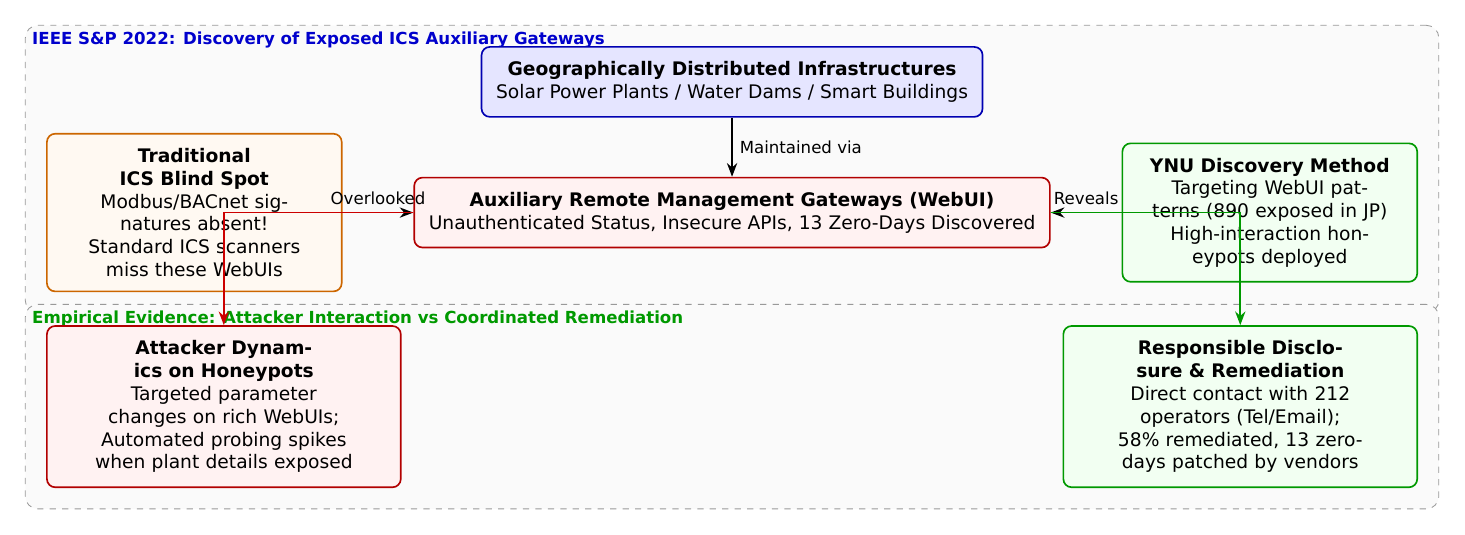 IEEE S&P 2022: Discovery of Exposed ICS Auxiliary Gateways
Geographically Distributed Infrastructures
Solar Power Plants / Water Dams / Smart Buildings
Maintained via
Traditional
ICS Blind Spot
Modbus/BACnet sig-
natures absent!
Standard ICS scanners
miss these WebUIs
Overlooked
Auxiliary Remote Management Gateways (WebUI)
Unauthenticated Status, Insecure APIs, 13 Zero-Days Discovered
Reveals
YNU Discovery Method
Targeting WebUI pat-
terns (890 exposed in JP)
High-interaction hon-
eypots deployed
Empirical Evidence: Attacker Interaction vs Coordinated Remediation
Attacker Dynam-
ics on Honeypots
Targeted parameter
changes on rich WebUIs;
Automated probing spikes
when plant details exposed
Responsible Disclo-
sure & Remediation
Direct contact with 212
operators (Tel/Email);
58% remediated, 13 zero-
days patched by vendors